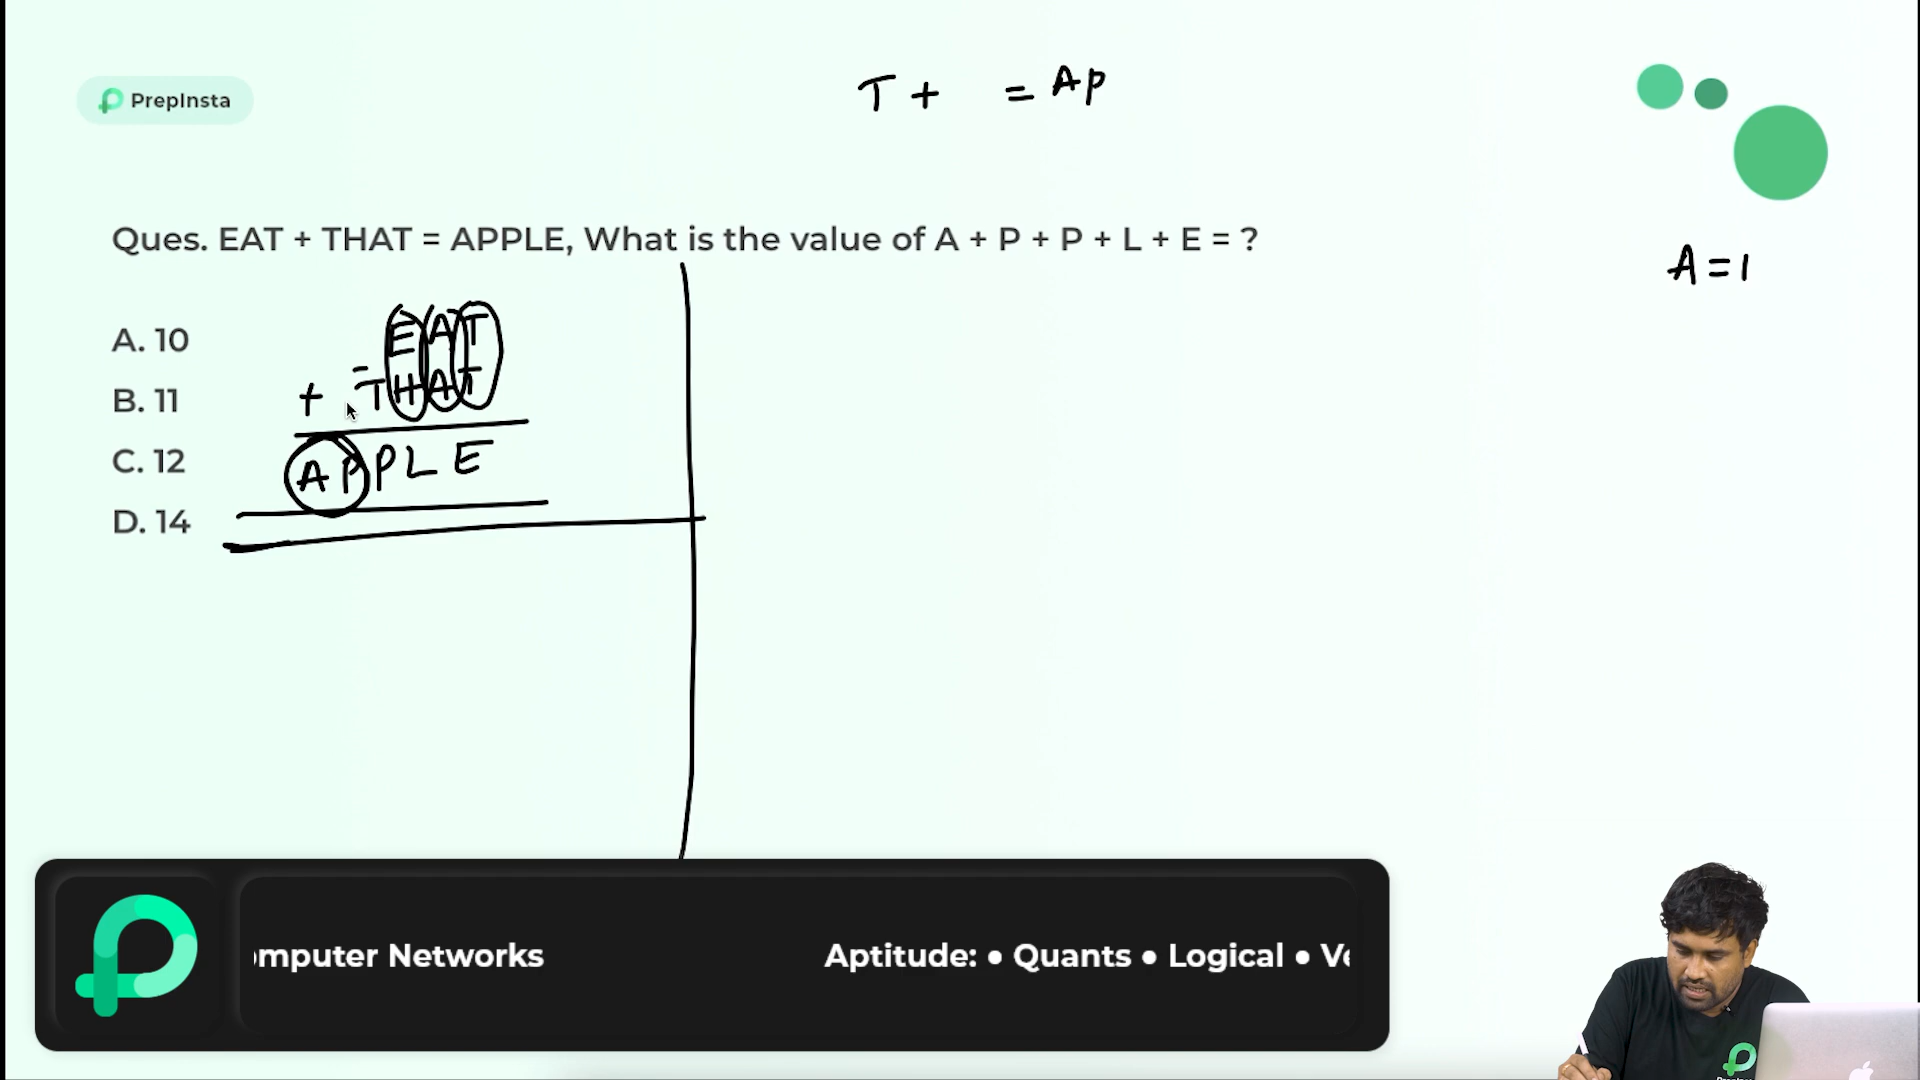 T + = AP
PrepInsta
Ques. EAT + THAT = APPLE, What is the value of A + P + P + L + E = ?
A = 1
A. 10
B. 11
C. 12
D. 14
EAT
+ THAT
APPLE
omputer Networks
Aptitude: • Quants • Logical • Ve